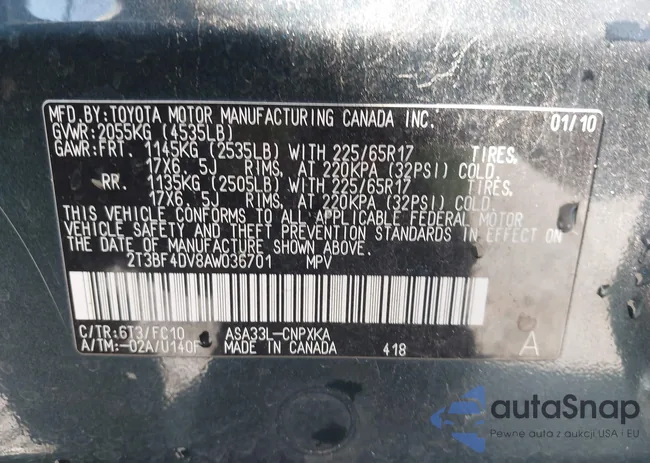 MFD.BY:TOYOTA MOTOR MANUFACTURING CANADA INC. 01/10
GVWR:2055KG (4535LB)
GAWR:FRT. 1145KG (2535LB) WITH 225/65R17 TIRES,
17X6.5J RIMS, AT 220KPA (32PSI) COLD.
RR. 1135KG (2505LB) WITH 225/65R17 TIRES,
17X6.5J RIMS, AT 220KPA (32PSI) COLD.
THIS VEHICLE CONFORMS TO ALL APPLICABLE FEDERAL MOTOR
VEHICLE SAFETY AND THEFT PREVENTION STANDARDS IN EFFECT ON
THE DATE OF MANUFACTURE SHOWN ABOVE.
2T3BF4DV8AW036701 MPV
C/TR:6T3/FC10 ASA33L-CNPXKA
A/TM:-02A/U140F MADE IN CANADA 418 A
autaSnap
Pewne auta z aukcji USA i EU